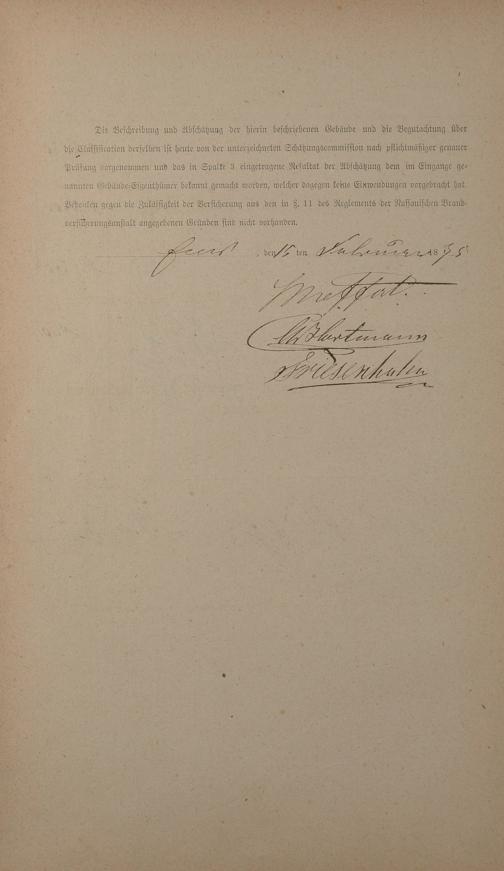 Die Beschreibung und Abschätzung der hierin beschriebenen Gebäude und die Begutachtung über
die Classification derselben ist heute von der unterzeichneten Schätzungscommission nach pflichtmäßiger genauer
Prüfung vorgenommen und das in Spalte 3 eingetragene Resultat der Abschätzung dem im Eingange ge-
nannten Gebäude-Eigenthümer bekannt gemacht worden, welcher dagegen keine Einwendungen vorgebracht hat.
Bedenken gegen die Zulässigkeit der Versicherung aus den in §. 11 des Reglements der Nassauischen Brand-
versicherungsanstalt angegebenen Gründen sind nicht vorhanden.
Ems, den 15 ten Februar 1875
W Hartmann
Friesenhahn